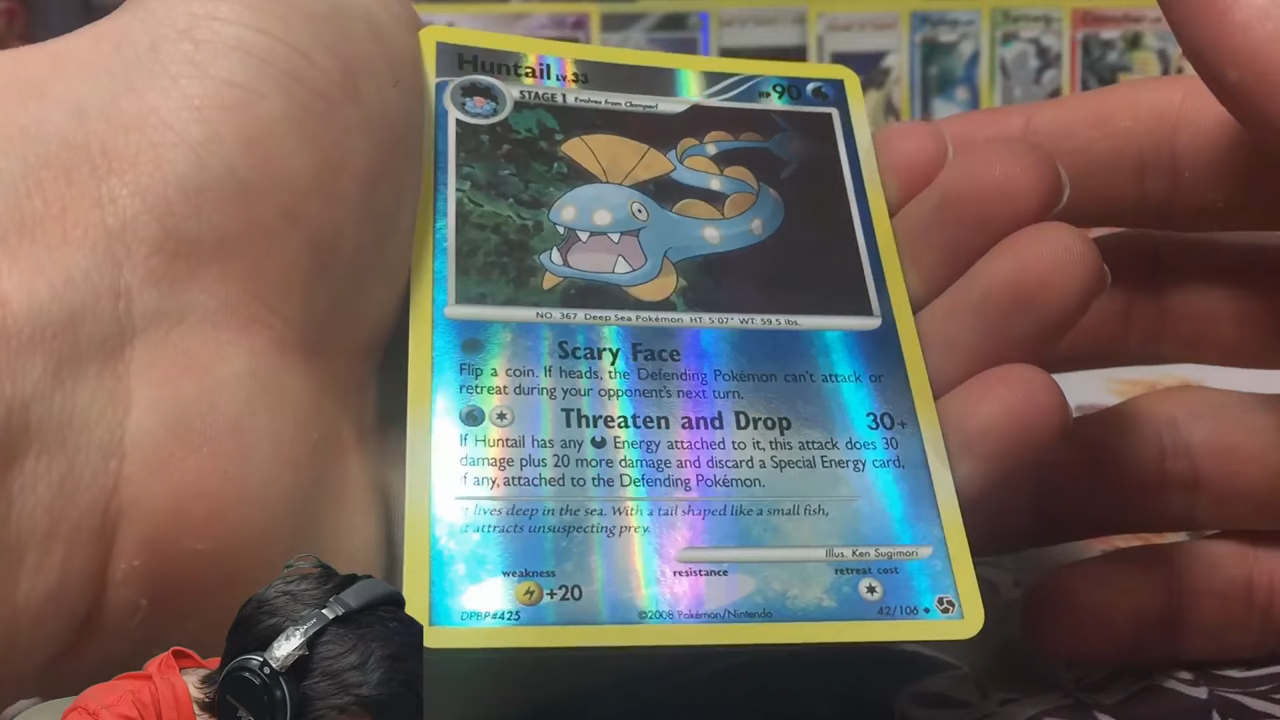 Huntail LV.33
HP 90
STAGE 1 Evolves from Clamperl
NO. 367 Deep Sea Pokémon HT: 5'07" WT: 59.5 lbs.
Scary Face
Flip a coin. If heads, the Defending Pokémon can't attack or
retreat during your opponent's next turn.
Threaten and Drop 30+
If Huntail has any Energy attached to it, this attack does 30
damage plus 20 more damage and discard a Special Energy card,
if any, attached to the Defending Pokémon.
It lives deep in the sea. With a tail shaped like a small fish,
it attracts unsuspecting prey.
Illus. Ken Sugimori
weakness resistance retreat cost
+20
DPBP#425 ©2008 Pokémon/Nintendo 42/106